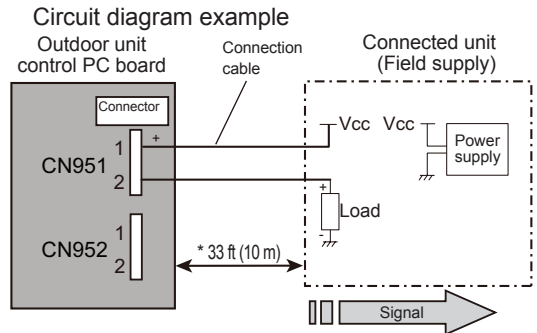 Circuit diagram example
Outdoor unit
control PC board
Connection
cable
Connected unit
(Field supply)
Connector
1
+
CN951
2
Vcc
Vcc
Power
supply
+
Load
-
CN952
1
2
* 33 ft (10 m)
Signal